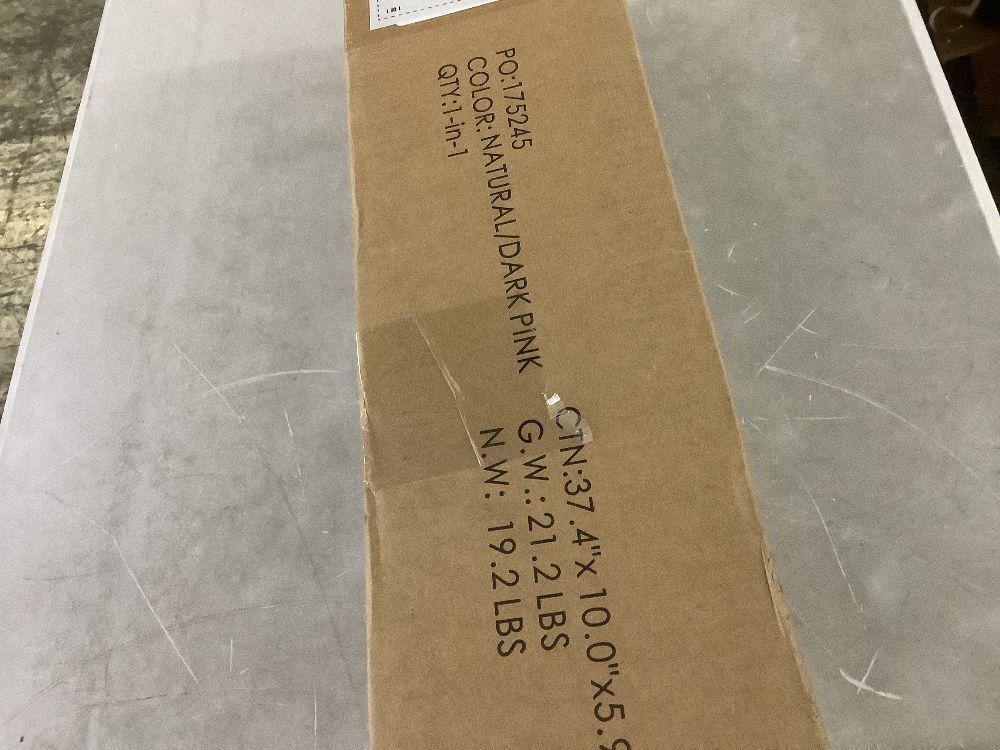 PO:175245
COLOR: NATURAL/DARK PINK
QTY:1-in-1
CTN:37.4"x 10.0"x5.9
G.W.:21.2 LBS
N.W: 19.2 LBS